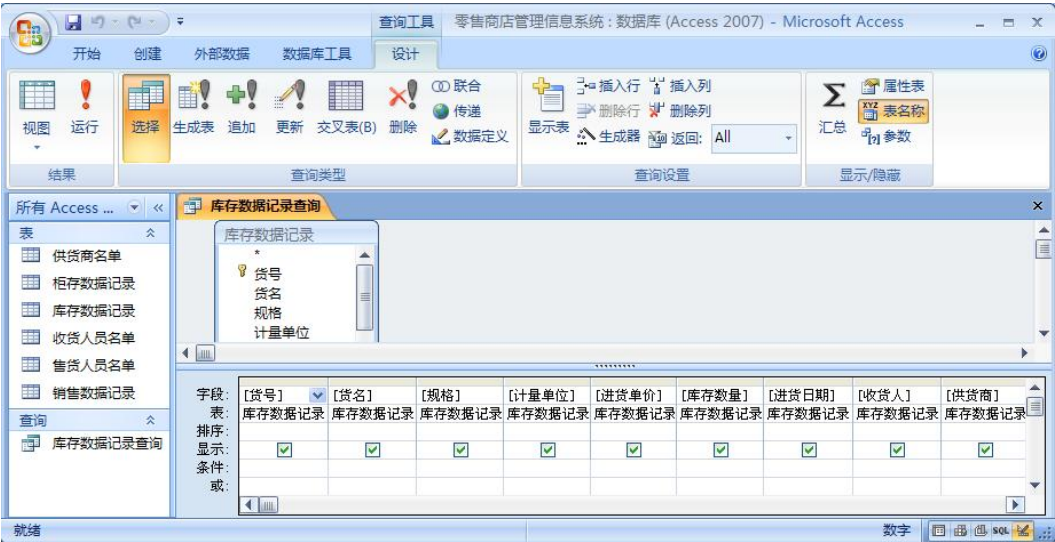 查询工具 零售商店管理信息系统 : 数据库 (Access 2007) - Microsoft Access
开始 创建 外部数据 数据库工具 设计
视图 运行 选择 生成表 追加 更新 交叉表(B) 删除 联合 传递 数据定义
显示表 插入行 删除行 生成器 插入列 删除列 返回: All
汇总 属性表 表名称 参数
结果 查询类型 查询设置 显示/隐藏
所有 Access ...
表
供货商名单
柜存数据记录
库存数据记录
收货人员名单
售货人员名单
销售数据记录
查询
库存数据记录查询
库存数据记录查询
库存数据记录
*
货号
货名
规格
计量单位
字段: [货号] [货名] [规格] [计量单位] [进货单价] [库存数量] [进货日期] [收货人] [供货商]
表: 库存数据记录 库存数据记录 库存数据记录 库存数据记录 库存数据记录 库存数据记录 库存数据记录 库存数据记录 库存数据记录
排序:
显示:
条件:
或:
就绪 数字 SQL